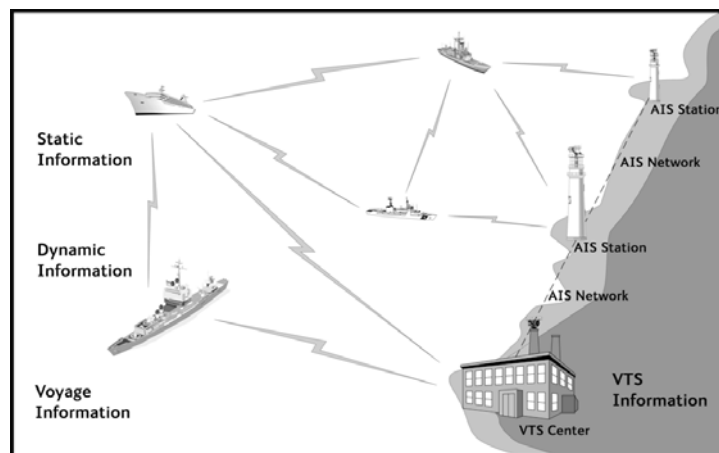 AIS Station
Static
Information
AIS Network
Dynamic
Information
AIS Station
AIS Network
Voyage
Information
VTS
Information
VTS Center